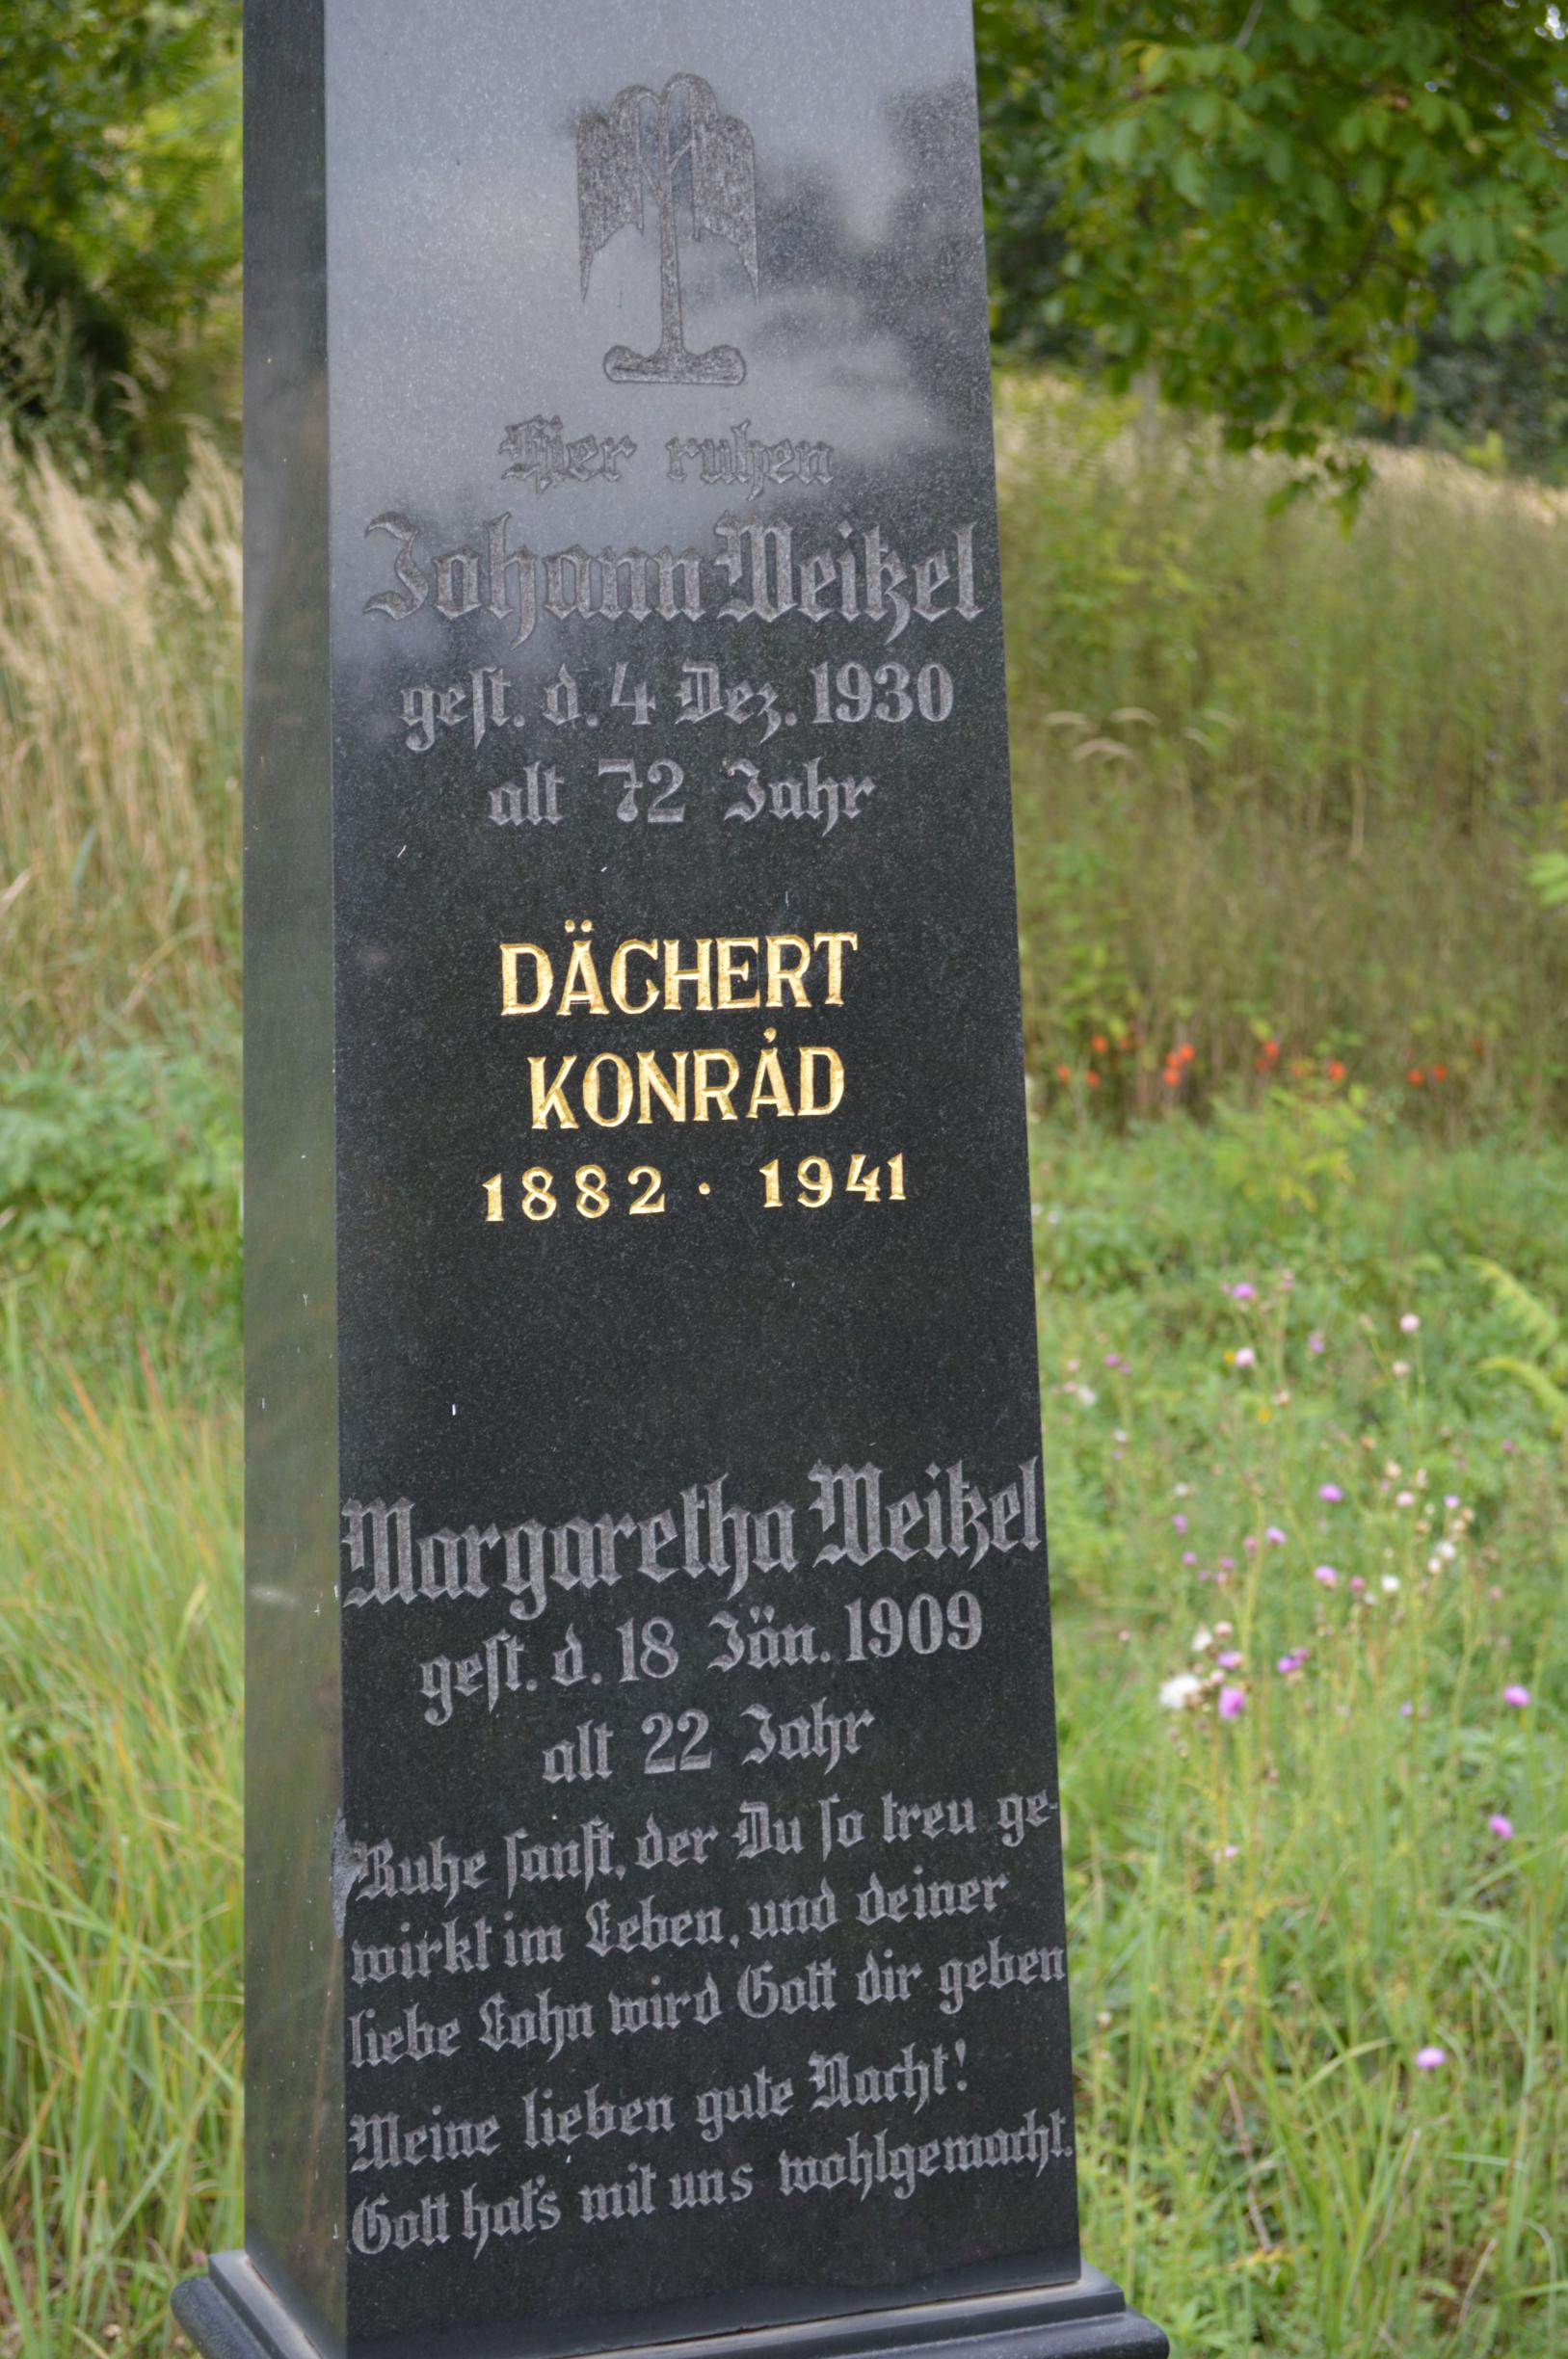 Hier ruhen
Johann Weikel
gest. d. 4 Dez. 1930
alt 72 Jahr
DÄCHERT
KONRÁD
1882 · 1941
Margaretha Weikel
gest. d. 18 Jän. 1909
alt 22 Jahr
Ruhe sanft, der Du so treu ge-
wirkt im Leben, und deiner
liebe Lohn wird Gott dir geben
Meine lieben gute Nacht!
Gott hat's mit uns wohlgemacht.